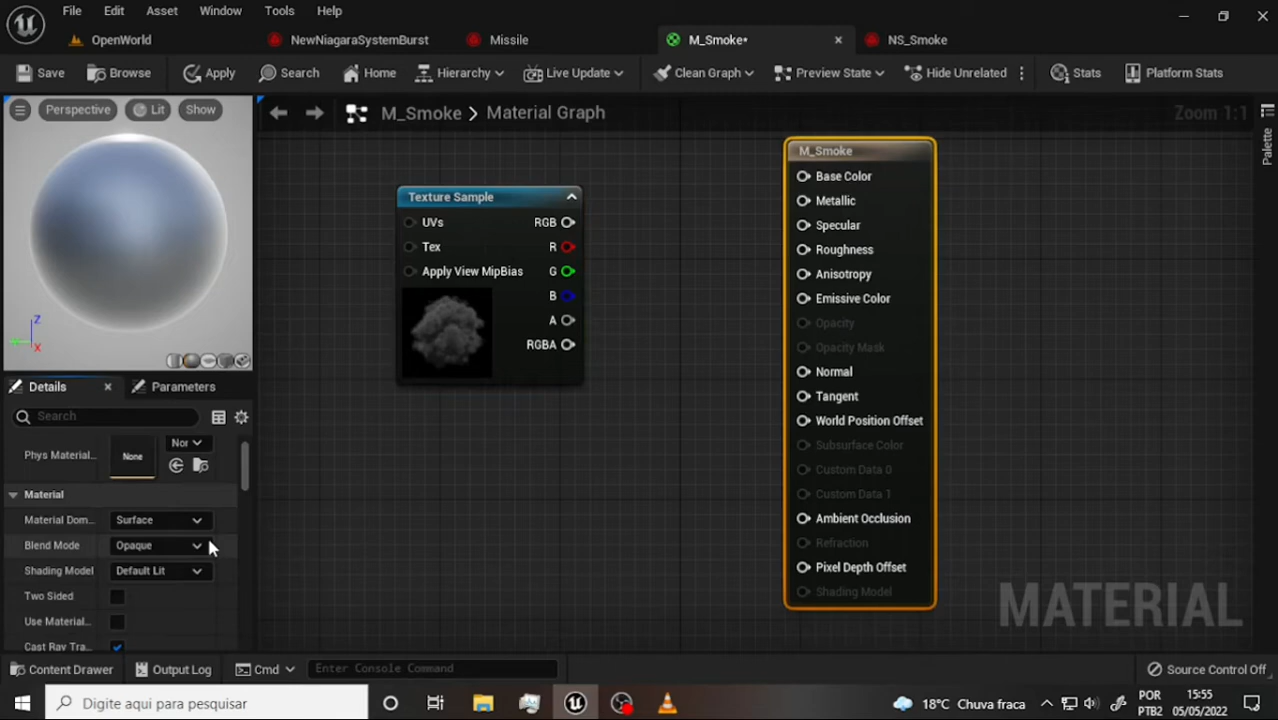 File Edit Asset Window Tools Help
OpenWorld NewNiagaraSystemBurst Missile M_Smoke• NS_Smoke
Save Browse Apply Search Home Hierarchy Live Update Clean Graph Preview State Hide Unrelated Stats Platform Stats
Perspective Lit Show
M_Smoke Material Graph
Zoom 1:1
Palette
Z
X
Texture Sample
UVs RGB
Tex R
Apply View MipBias G
B
A
RGBA
M_Smoke
Base Color
Metallic
Specular
Roughness
Anisotropy
Emissive Color
Opacity
Opacity Mask
Normal
Tangent
World Position Offset
Subsurface Color
Custom Data 0
Custom Data 1
Ambient Occlusion
Refraction
Pixel Depth Offset
Shading Model
MATERIAL
Details Parameters
Search
Phys Material.. None Nor
Material
Material Dom.. Surface
Blend Mode Opaque
Shading Model Default Lit
Two Sided
Use Material..
Cast Ray Tra..
Content Drawer Output Log Cmd Enter Console Command Source Control Off
Digite aqui para pesquisar
18°C Chuva fraca
POR
PTB2
15:55
05/05/2022